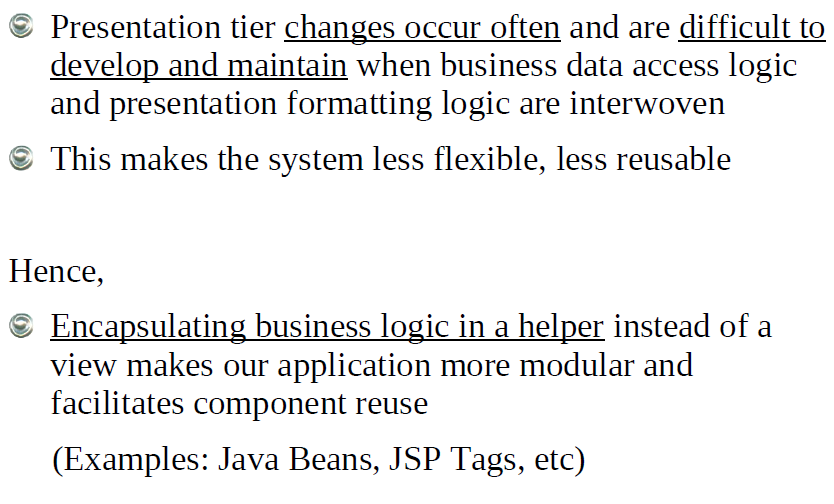 Presentation tier changes occur often and are difficult to
develop and maintain when business data access logic
and presentation formatting logic are interwoven
This makes the system less flexible, less reusable
Hence,
Encapsulating business logic in a helper instead of a
view makes our application more modular and
facilitates component reuse
(Examples: Java Beans, JSP Tags, etc)